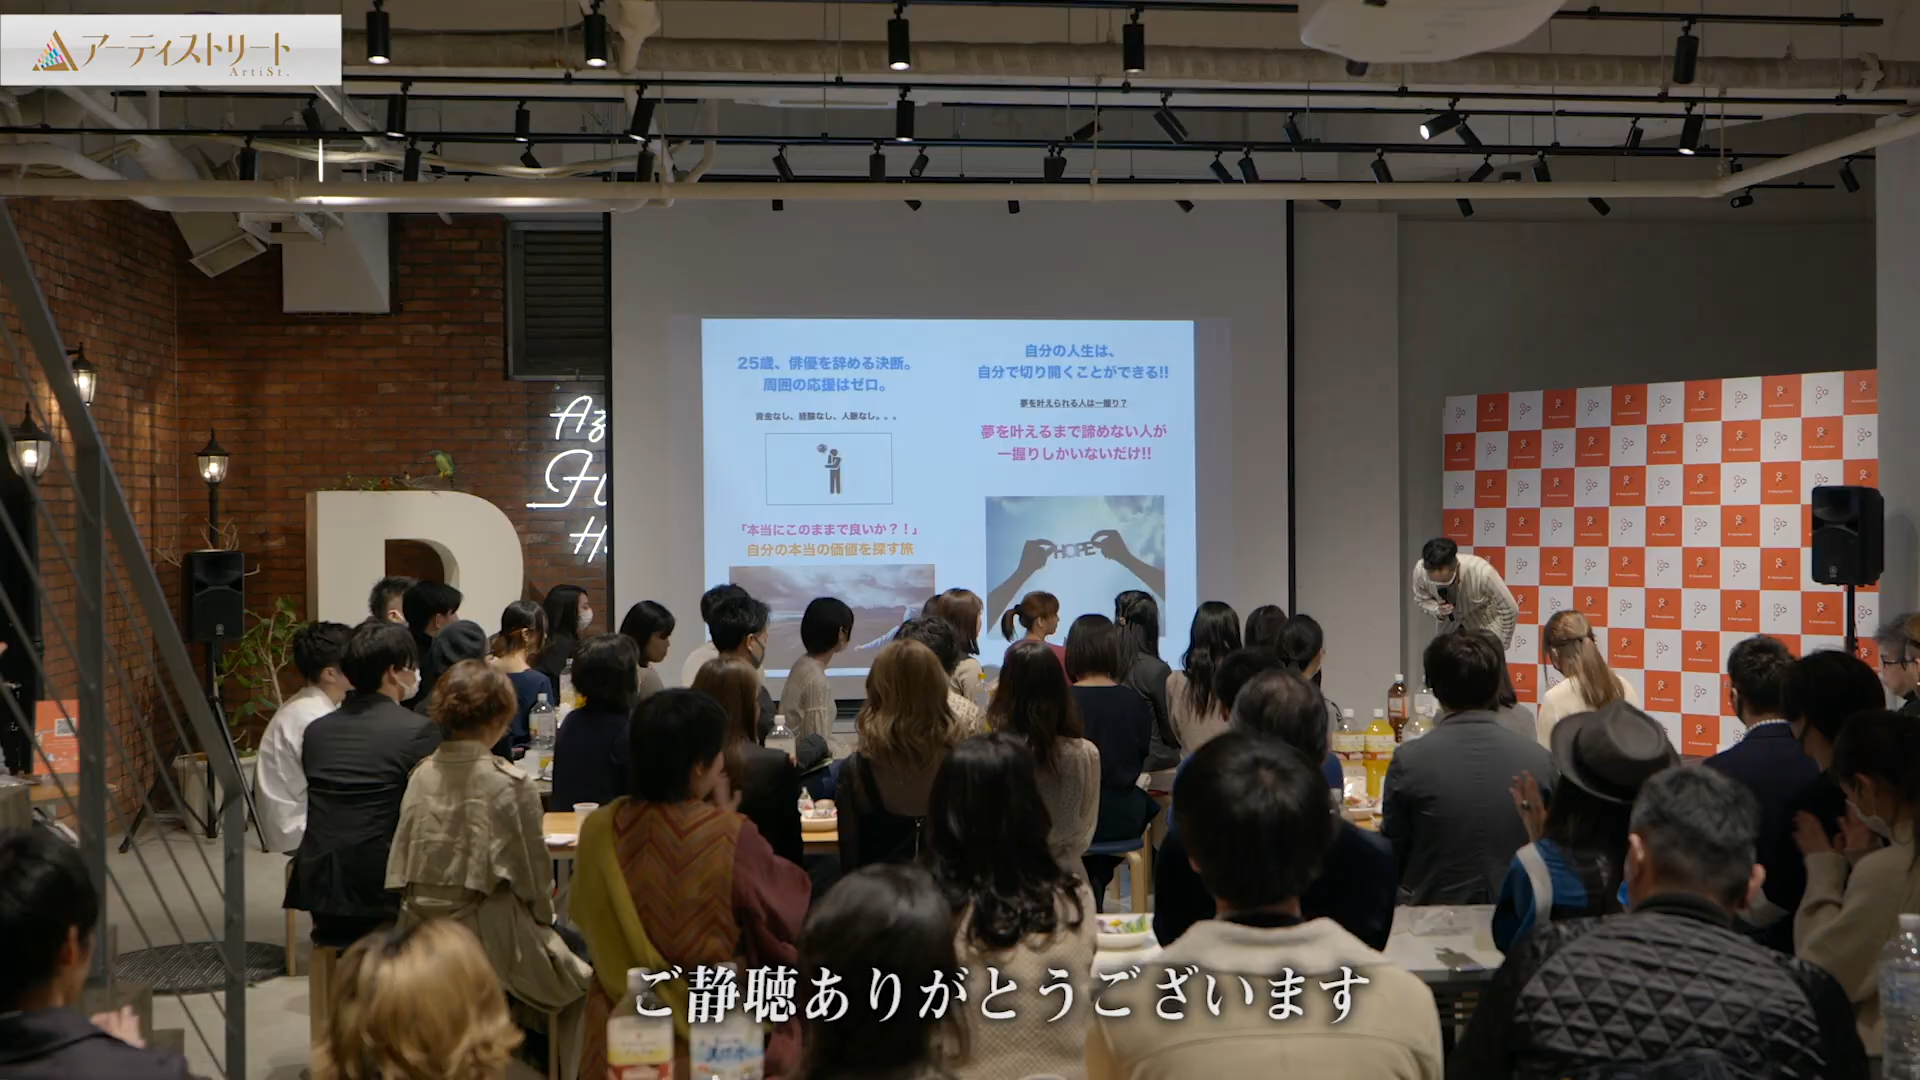 アーティストリート
ArtiSt.
25歳、俳優を辞める決断。
周囲の応援はゼロ。
資金なし、経験なし、人脈なし。。。
「本当にこのままで良いか？！」
自分の本当の価値を探す旅
自分の人生は、
自分で切り開くことができる!!
夢を叶えられる人は一握り？
夢を叶えるまで諦めない人が
一握りしかいないだけ!!
HOPE
ご静聴ありがとうございます